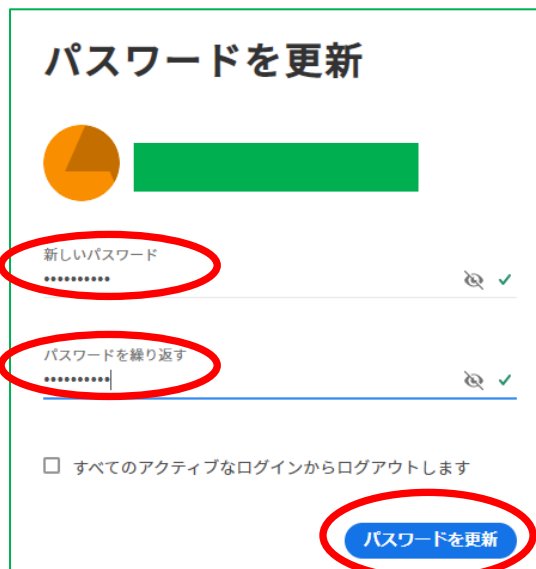 パスワードを更新
新しいパスワード
••••••••••
パスワードを繰り返す
••••••••••
すべてのアクティブなログインからログアウトします
パスワードを更新